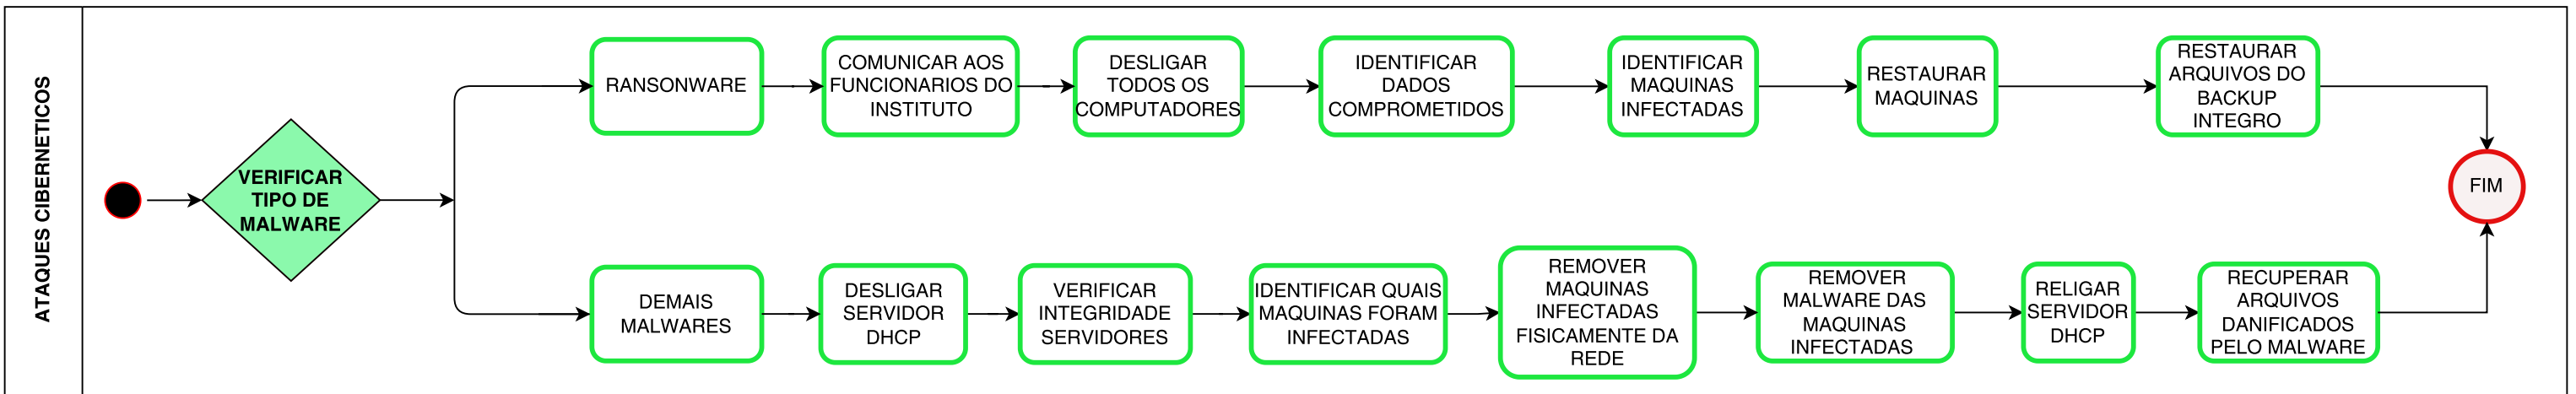 ATAQUES CIBERNETICOS
VERIFICAR
TIPO DE
MALWARE
RANSONWARE
COMUNICAR AOS
FUNCIONARIOS DO
INSTITUTO
DESLIGAR
TODOS OS
COMPUTADORES
IDENTIFICAR
DADOS
COMPROMETIDOS
IDENTIFICAR
MAQUINAS
INFECTADAS
RESTAURAR
MAQUINAS
RESTAURAR
ARQUIVOS DO
BACKUP
INTEGRO
DEMAIS
MALWARES
DESLIGAR
SERVIDOR
DHCP
VERIFICAR
INTEGRIDADE
SERVIDORES
IDENTIFICAR QUAIS
MAQUINAS FORAM
INFECTADAS
REMOVER
MAQUINAS
INFECTADAS
FISICAMENTE DA
REDE
REMOVER
MALWARE DAS
MAQUINAS
INFECTADAS
RELIGAR
SERVIDOR
DHCP
RECUPERAR
ARQUIVOS
DANIFICADOS
PELO MALWARE
FIM